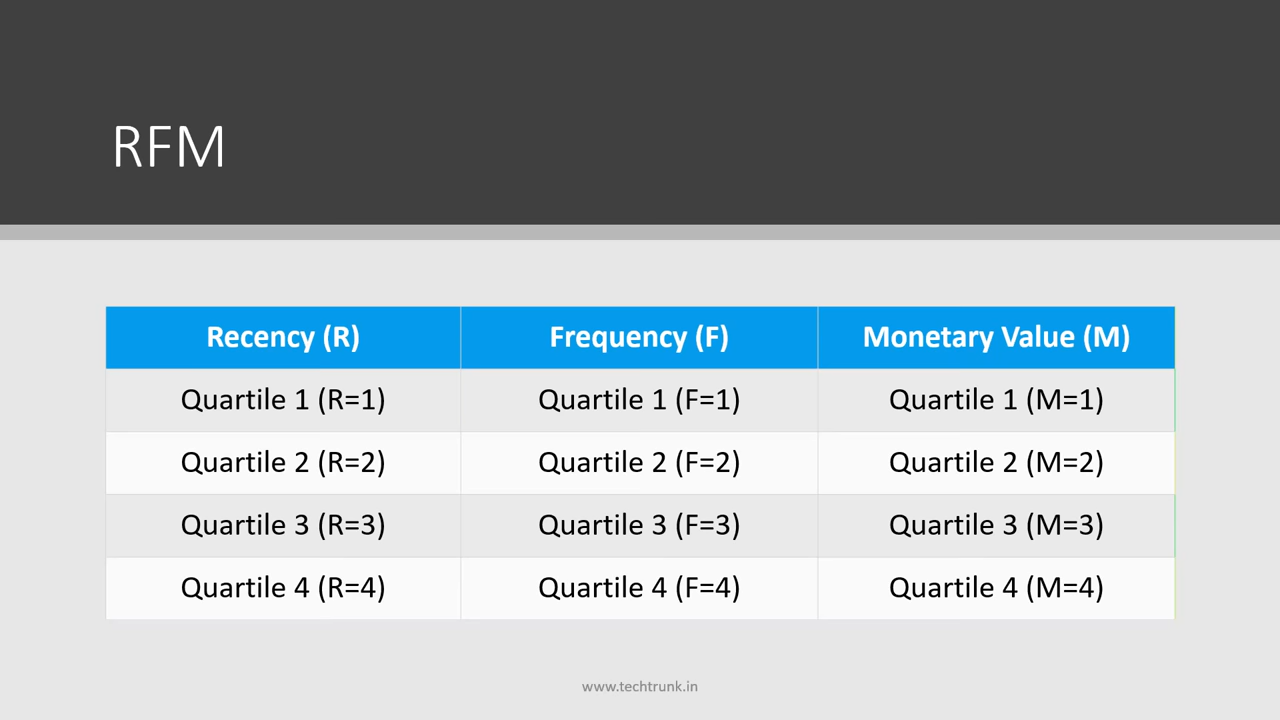 RFM
Recency (R) Frequency (F) Monetary Value (M)
Quartile 1 (R=1) Quartile 1 (F=1) Quartile 1 (M=1)
Quartile 2 (R=2) Quartile 2 (F=2) Quartile 2 (M=2)
Quartile 3 (R=3) Quartile 3 (F=3) Quartile 3 (M=3)
Quartile 4 (R=4) Quartile 4 (F=4) Quartile 4 (M=4)
www.techtrunk.in